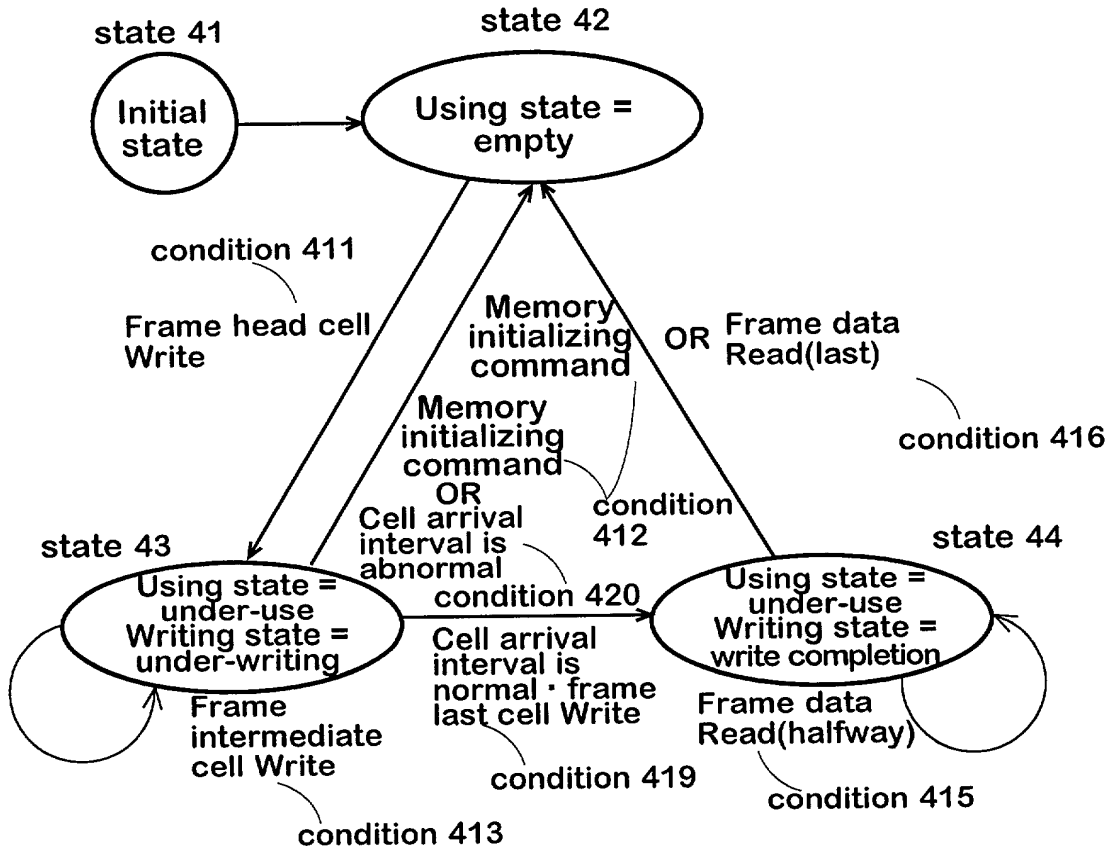 state 41
state 42
Initial
state
Using state =
empty
condition 411
Frame head cell
Write
Memory
initializing
command
OR
Frame data
Read(last)
condition 416
Memory
initializing
command
OR
Cell arrival
interval is
abnormal
condition
412
condition 420
state 43
Using state =
under-use
Writing state =
under-writing
state 44
Using state =
under-use
Writing state =
write completion
Cell arrival
interval is
normal · frame
last cell Write
condition 419
Frame
intermediate
cell Write
condition 413
Frame data
Read(halfway)
condition 415